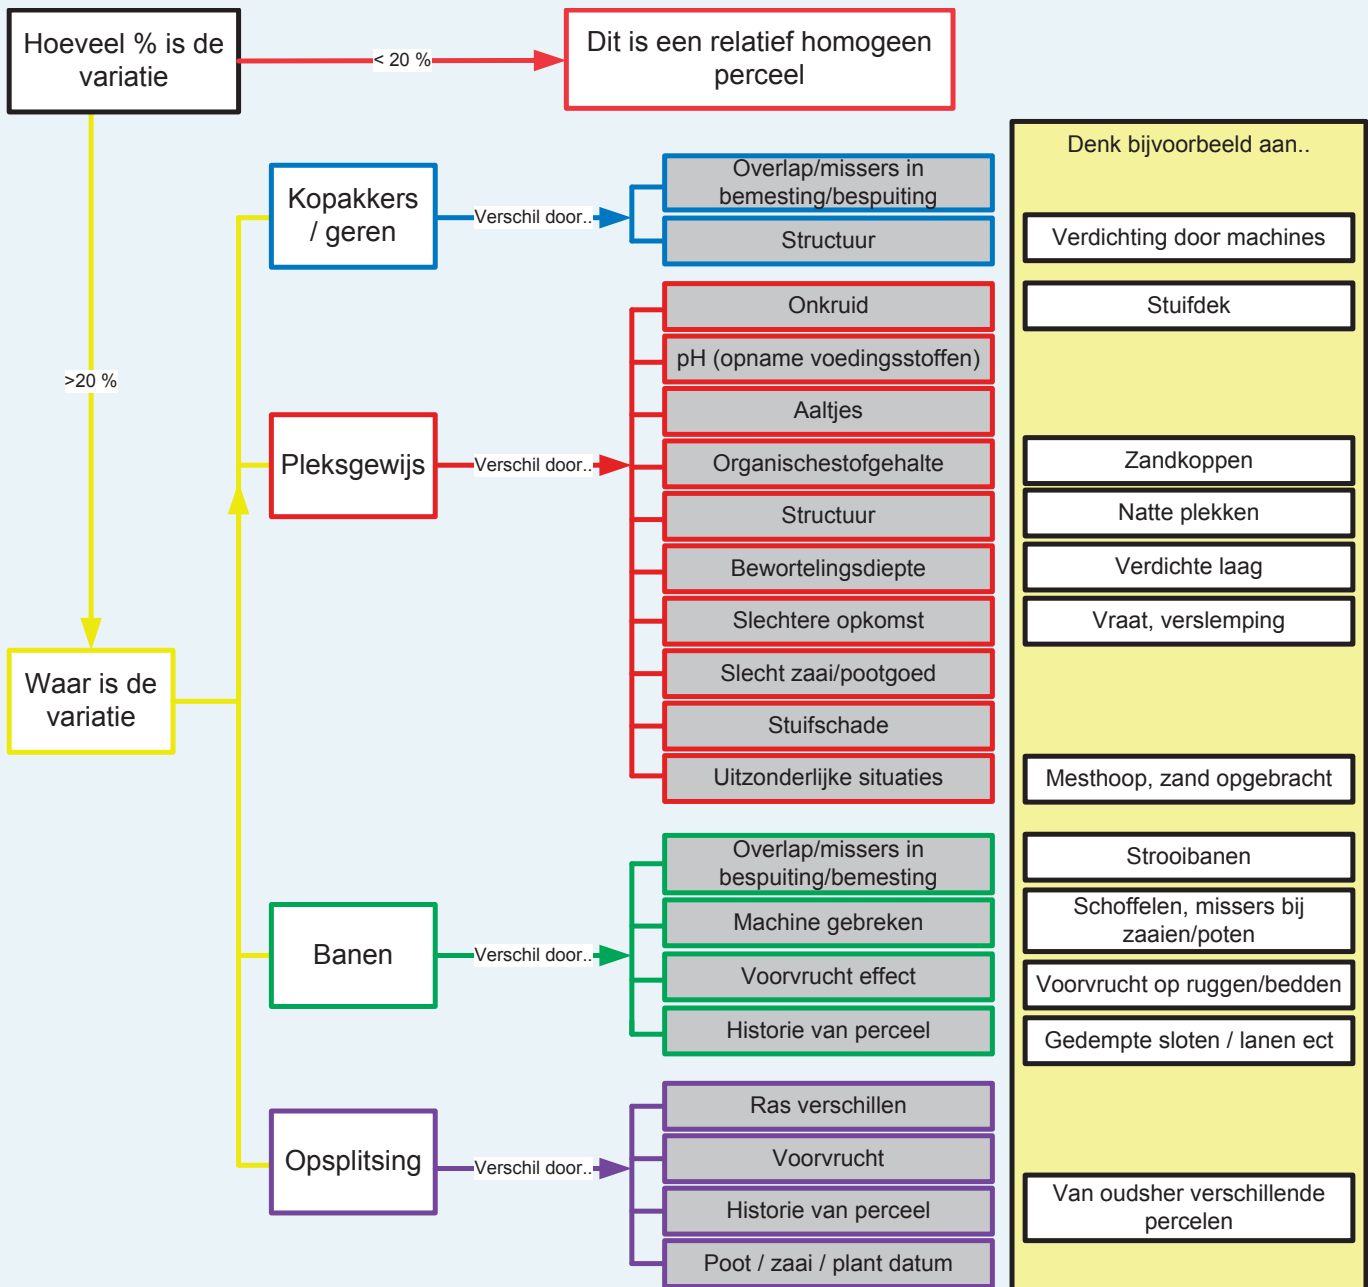 Hoeveel % is de
variatie
< 20 %
Dit is een relatief homogeen
perceel
Denk bijvoorbeeld aan..
>20 %
Waar is de
variatie
Kopakkers
/ geren
Verschil door..
Overlap/missers in
bemesting/bespuiting
Structuur
Verdichting door machines
Pleksgewijs
Verschil door..
Onkruid
Stuifdek
pH (opname voedingsstoffen)
Aaltjes
Organischestofgehalte
Zandkoppen
Structuur
Natte plekken
Bewortelingsdiepte
Verdichte laag
Slechtere opkomst
Vraat, verslemping
Slecht zaai/pootgoed
Stuifschade
Uitzonderlijke situaties
Mesthoop, zand opgebracht
Banen
Verschil door..
Overlap/missers in
bespuiting/bemesting
Strooibanen
Machine gebreken
Schoffelen, missers bij
zaaien/poten
Voorvrucht effect
Voorvrucht op ruggen/bedden
Historie van perceel
Gedempte sloten / lanen ect
Opsplitsing
Verschil door..
Ras verschillen
Voorvrucht
Historie van perceel
Van oudsher verschillende
percelen
Poot / zaai / plant datum